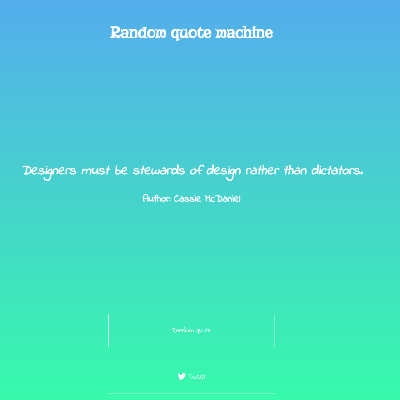 Random quote machine
Designers must be stewards of design rather than dictators.
Author: Cassie McDaniel
Random quote
Tweet